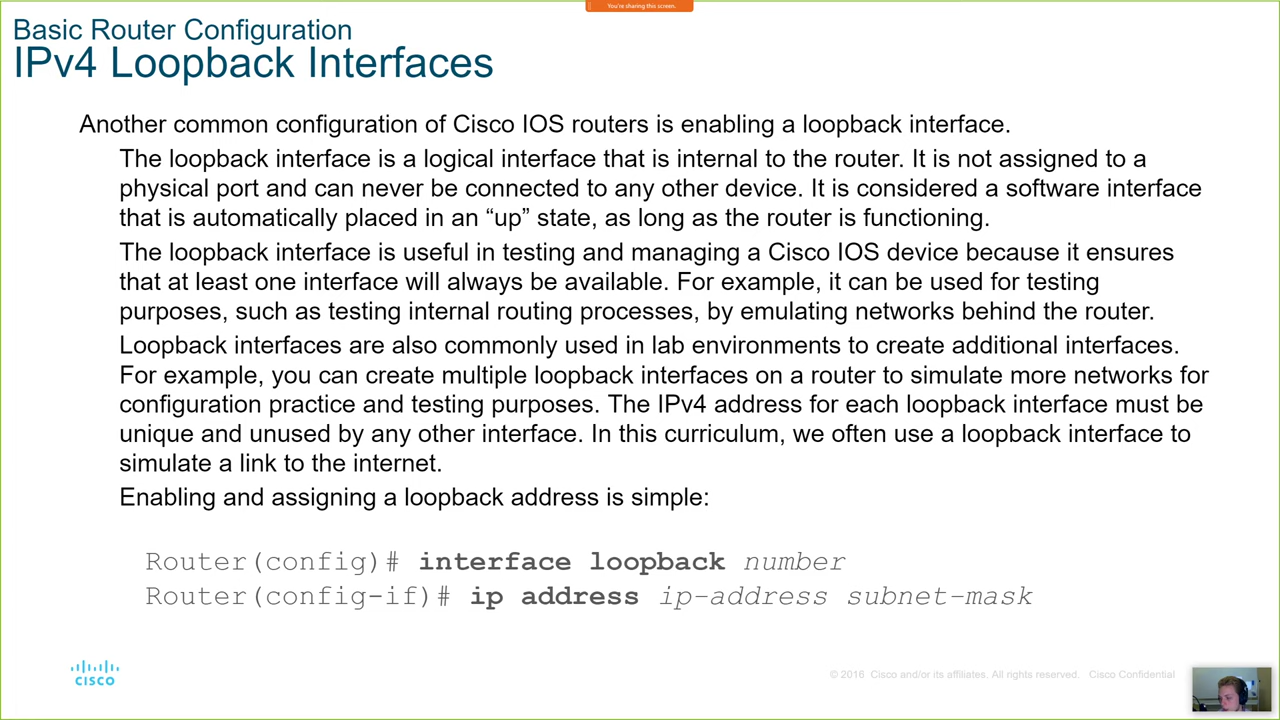 You're sharing this screen.
Basic Router Configuration
IPv4 Loopback Interfaces
Another common configuration of Cisco IOS routers is enabling a loopback interface.
The loopback interface is a logical interface that is internal to the router. It is not assigned to a
physical port and can never be connected to any other device. It is considered a software interface
that is automatically placed in an “up” state, as long as the router is functioning.
The loopback interface is useful in testing and managing a Cisco IOS device because it ensures
that at least one interface will always be available. For example, it can be used for testing
purposes, such as testing internal routing processes, by emulating networks behind the router.
Loopback interfaces are also commonly used in lab environments to create additional interfaces.
For example, you can create multiple loopback interfaces on a router to simulate more networks for
configuration practice and testing purposes. The IPv4 address for each loopback interface must be
unique and unused by any other interface. In this curriculum, we often use a loopback interface to
simulate a link to the internet.
Enabling and assigning a loopback address is simple:
Router(config)# interface loopback number
Router(config-if)# ip address ip-address subnet-mask
CISCO
© 2016 Cisco and/or its affiliates. All rights reserved. Cisco Confidential